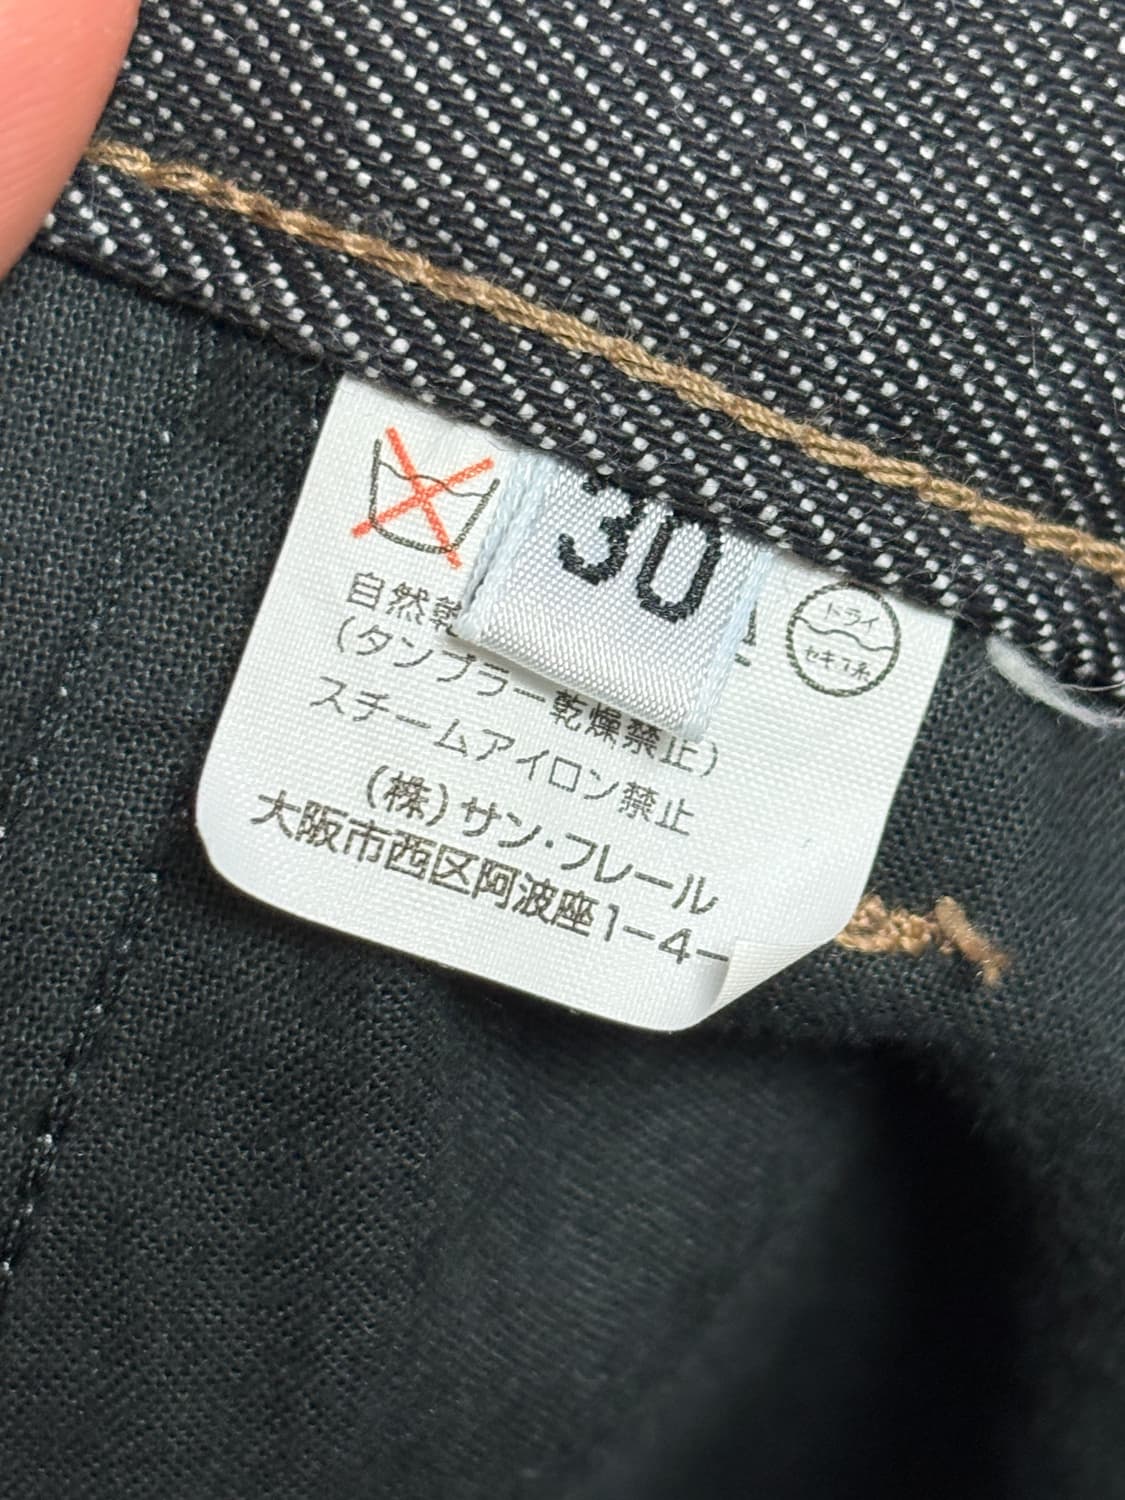 30
ドライ
セキユ系
自然乾
(タンブラー乾燥禁止)
スチームアイロン禁止
(株)サン・フレール
大阪市西区阿波座1-4-